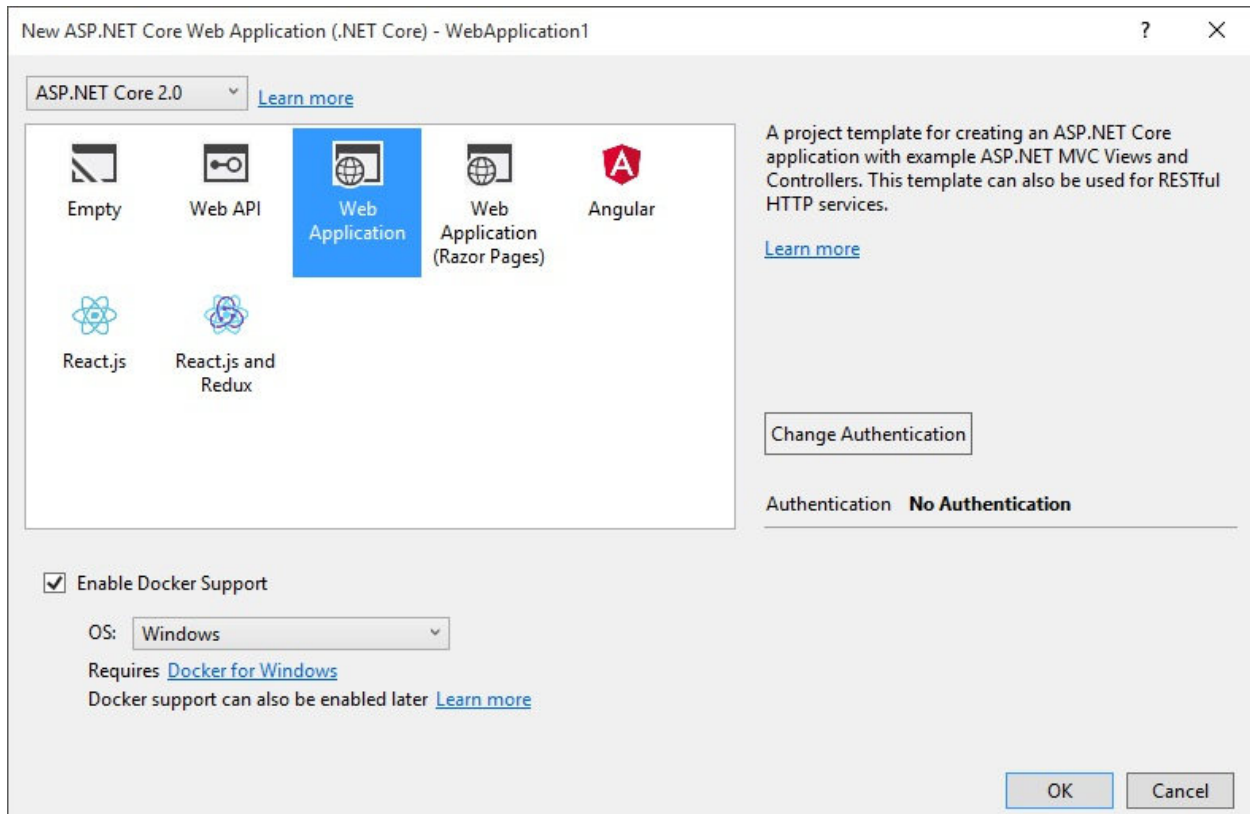 New ASP.NET Core Web Application (.NET Core) - WebApplication1
?
ASP.NET Core 2.0
Learn more
Empty
Web API
Web
Application
Web
Application
(Razor Pages)
Angular
React.js
React.js and
Redux
A project template for creating an ASP.NET Core
application with example ASP.NET MVC Views and
Controllers. This template can also be used for RESTful
HTTP services.
Learn more
Change Authentication
Authentication No Authentication
Enable Docker Support
OS: Windows
Requires Docker for Windows
Docker support can also be enabled later Learn more
OK
Cancel